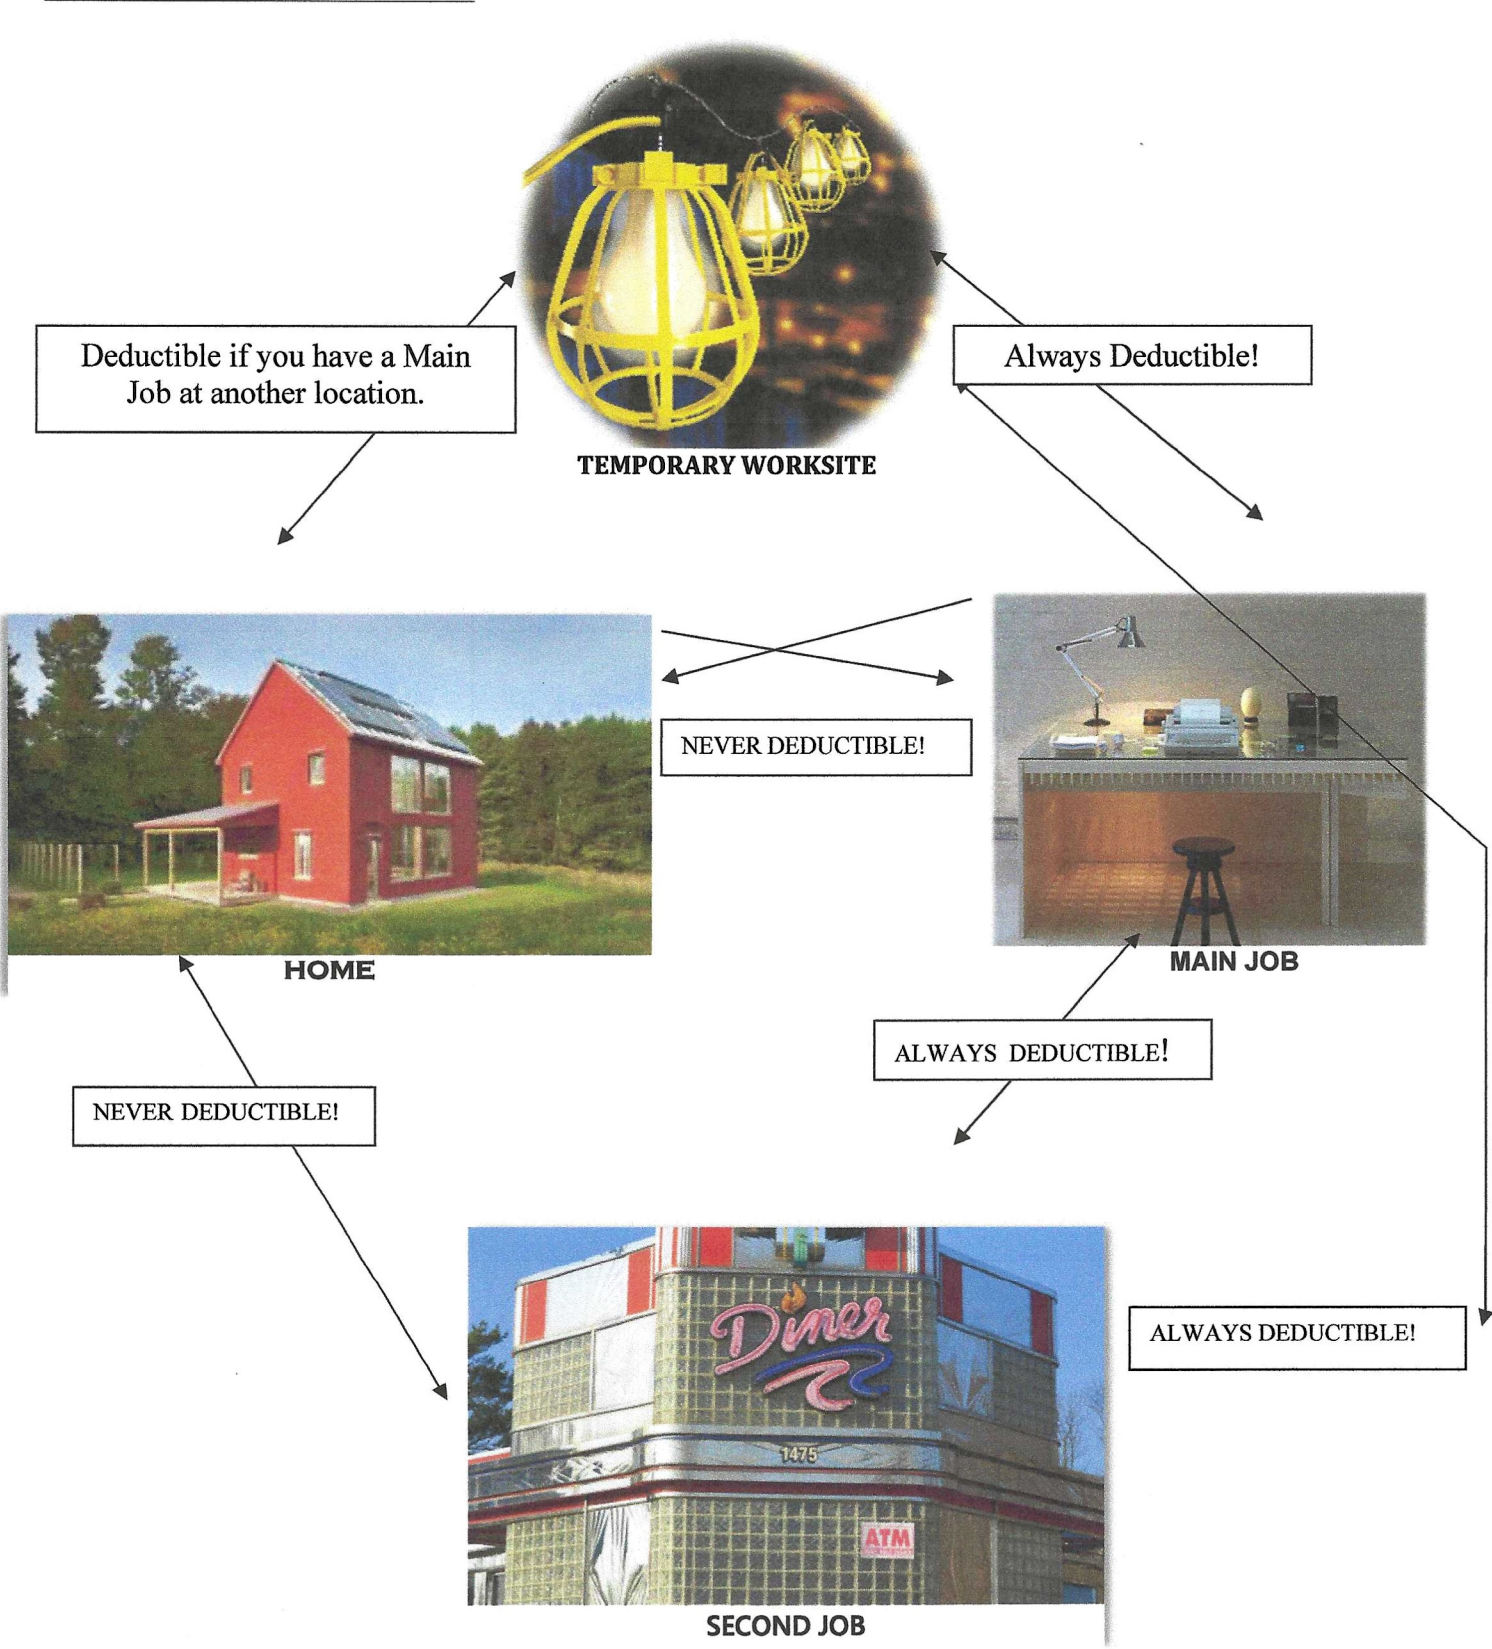 Deductible if you have a Main
Job at another location.
Always Deductible!
TEMPORARY WORKSITE
NEVER DEDUCTIBLE!
HOME
MAIN JOB
ALWAYS DEDUCTIBLE!
NEVER DEDUCTIBLE!
Diner
1475
ATM
ALWAYS DEDUCTIBLE!
SECOND JOB